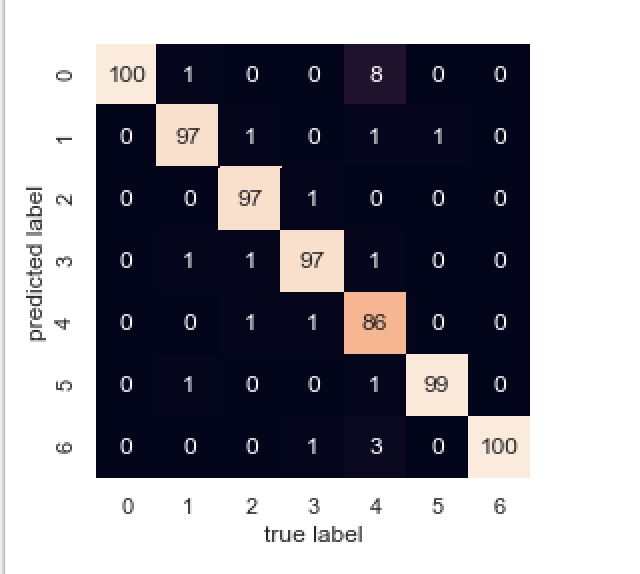 0 100 1 0 0 8 0 0
1 0 97 1 0 1 1 0
2 0 0 97 1 0 0 0
3 0 1 1 97 1 0 0
4 0 0 1 1 86 0 0
5 0 1 0 0 1 99 0
6 0 0 0 1 3 0 100
predicted label
0 1 2 3 4 5 6
true label